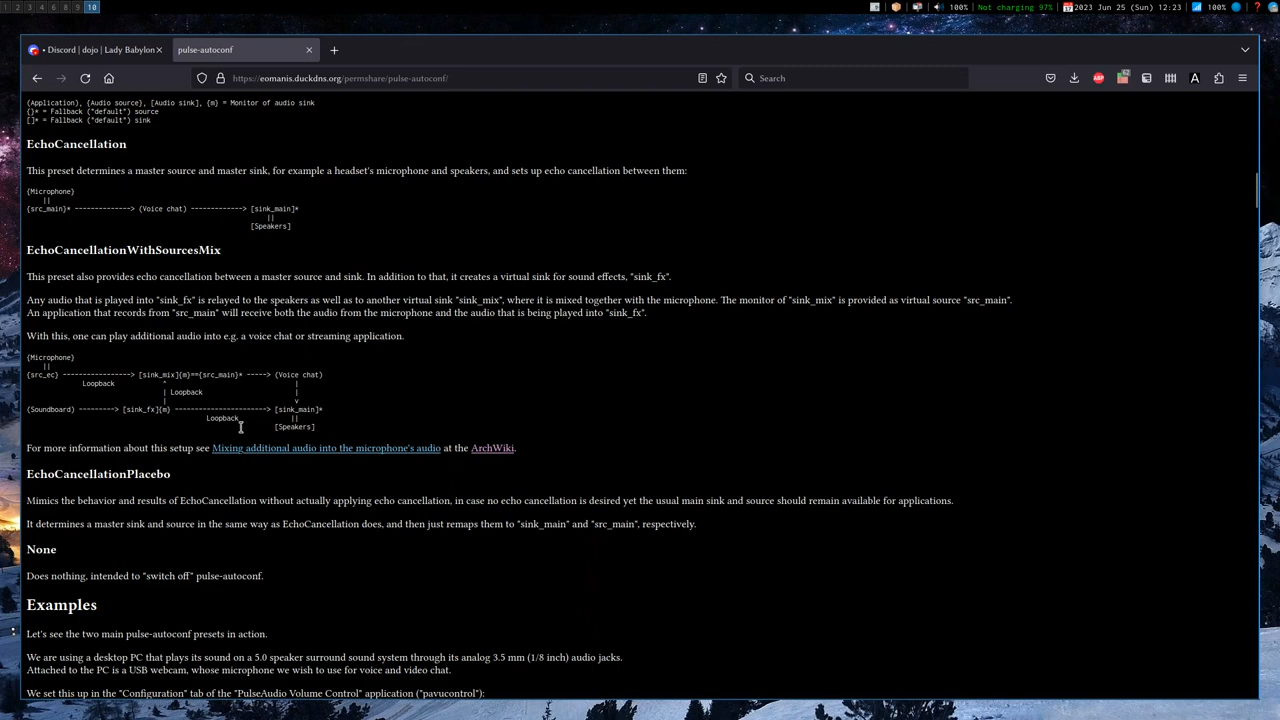 1 2 3 4 6 8 9 10
100% Not charging 97% 2023 Jun 25 (Sun) 12:23 100%
• Discord | dojo | Lady Babylon
pulse-autoconf
https://eomanis.duckdns.org/permshare/pulse-autoconf/
Search
(Application), {Audio source}, [Audio sink], {m} = Monitor of audio sink
{}* = Fallback ("default") source
[]* = Fallback ("default") sink
EchoCancellation
This preset determines a master source and master sink, for example a headset's microphone and speakers, and sets up echo cancellation between them:
{Microphone}
||
{src_main}* --------------> (Voice chat) -------------> [sink_main]*
||
[Speakers]
EchoCancellationWithSourcesMix
This preset also provides echo cancellation between a master source and sink. In addition to that, it creates a virtual sink for sound effects, "sink_fx".
Any audio that is played into "sink_fx" is relayed to the speakers as well as to another virtual sink "sink_mix", where it is mixed together with the microphone. The monitor of "sink_mix" is provided as virtual source "src_main".
An application that records from "src_main" will receive both the audio from the microphone and the audio that is being played into "sink_fx".
With this, one can play additional audio into e.g. a voice chat or streaming application.
{Microphone}
||
{src_ec} -----------------> [sink_mix]{m}=={src_main}* -----> (Voice chat)
Loopback ^ |
| Loopback |
| v
(Soundboard) ---------> [sink_fx]{m} -----------------------> [sink_main]*
Loopback ||
[Speakers]
For more information about this setup see Mixing additional audio into the microphone's audio at the ArchWiki.
EchoCancellationPlacebo
Mimics the behavior and results of EchoCancellation without actually applying echo cancellation, in case no echo cancellation is desired yet the usual main sink and source should remain available for applications.
It determines a master sink and source in the same way as EchoCancellation does, and then just remaps them to "sink_main" and "src_main", respectively.
None
Does nothing, intended to "switch off" pulse-autoconf.
Examples
Let's see the two main pulse-autoconf presets in action.
We are using a desktop PC that plays its sound on a 5.0 speaker surround sound system through its analog 3.5 mm (1/8 inch) audio jacks.
Attached to the PC is a USB webcam, whose microphone we wish to use for voice and video chat.
We set this up in the "Configuration" tab of the "PulseAudio Volume Control" application ("pavucontrol"):